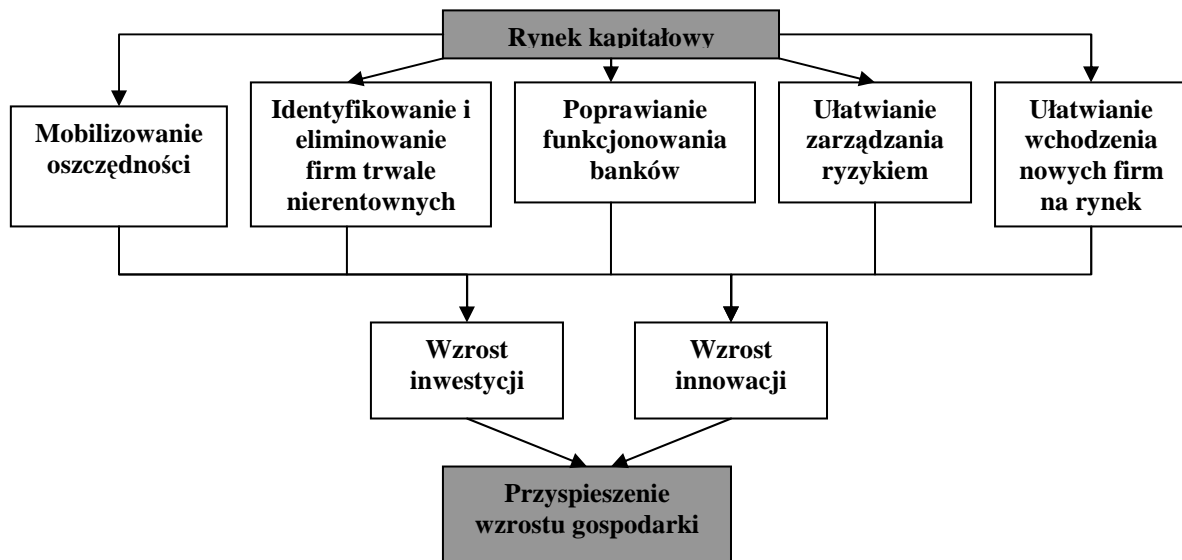 Rynek kapitałowy
Mobilizowanie
oszczędności
Identyfikowanie i
eliminowanie
firm trwale
nierentownych
Poprawianie
funkcjonowania
banków
Ułatwianie
zarządzania
ryzykiem
Ułatwianie
wchodzenia
nowych firm
na rynek
Wzrost
inwestycji
Wzrost
innowacji
Przyspieszenie
wzrostu gospodarki